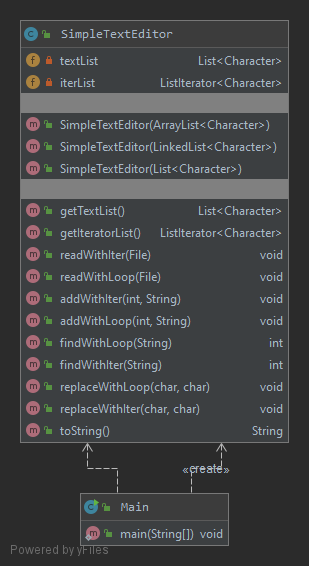 SimpleTextEditor
textList List<Character>
iterList ListIterator<Character>
SimpleTextEditor(ArrayList<Character>)
SimpleTextEditor(LinkedList<Character>)
SimpleTextEditor(List<Character>)
getTextList() List<Character>
getIteratorList() ListIterator<Character>
readWithIter(File) void
readWithLoop(File) void
addWithIter(int, String) void
addWithLoop(int, String) void
findWithLoop(String) int
findWithIter(String) int
replaceWithLoop(char, char) void
replaceWithIter(char, char) void
toString() String
«create»
Main
main(String[]) void
Powered by yFiles